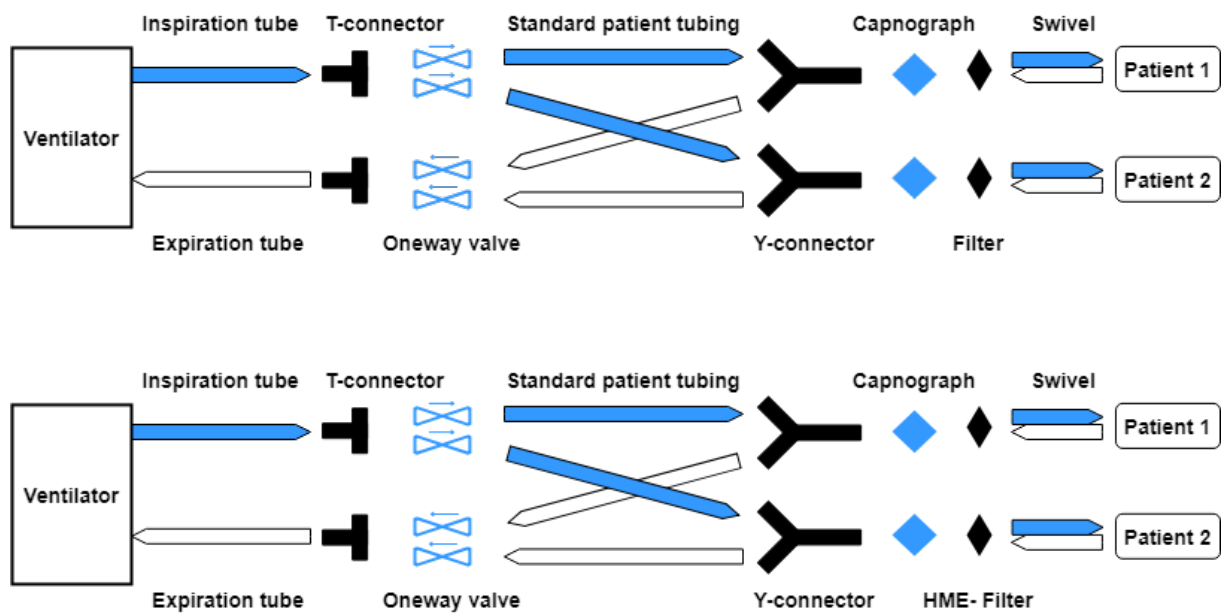 Inspiration tube T-connector Standard patient tubing Capnograph Swivel
Patient 1
Ventilator
Patient 2
Expiration tube Oneway valve Y-connector Filter
Inspiration tube T-connector Standard patient tubing Capnograph Swivel
Patient 1
Ventilator
Patient 2
Expiration tube Oneway valve Y-connector HME- Filter